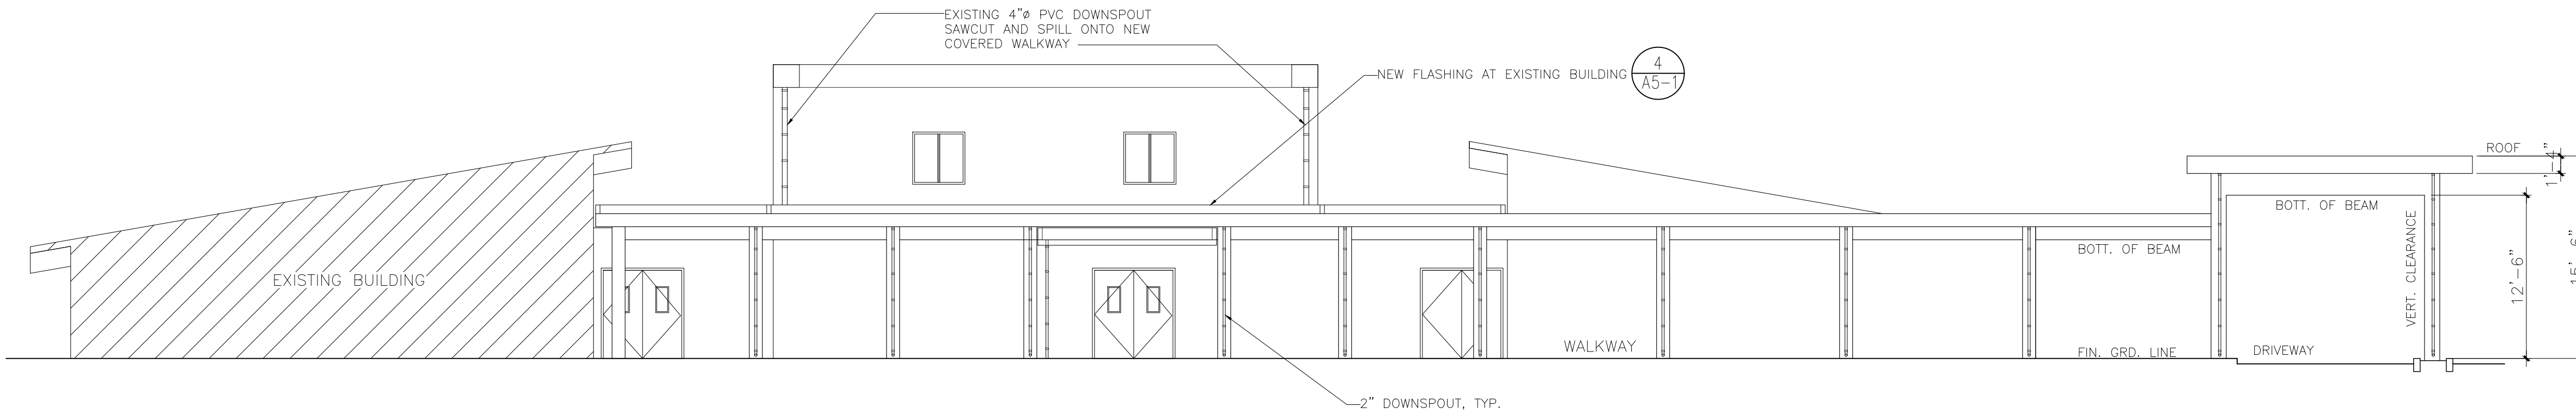 EXISTING 4"ø PVC DOWNSPOUT
SAWCUT AND SPILL ONTO NEW
COVERED WALKWAY
NEW FLASHING AT EXISTING BUILDING
4
A5-1
ROOF
1'-4"
BOTT. OF BEAM
VERT. CLEARANCE
12'-6"
15'-6"
BOTT. OF BEAM
EXISTING BUILDING
WALKWAY
FIN. GRD. LINE
DRIVEWAY
2" DOWNSPOUT, TYP.